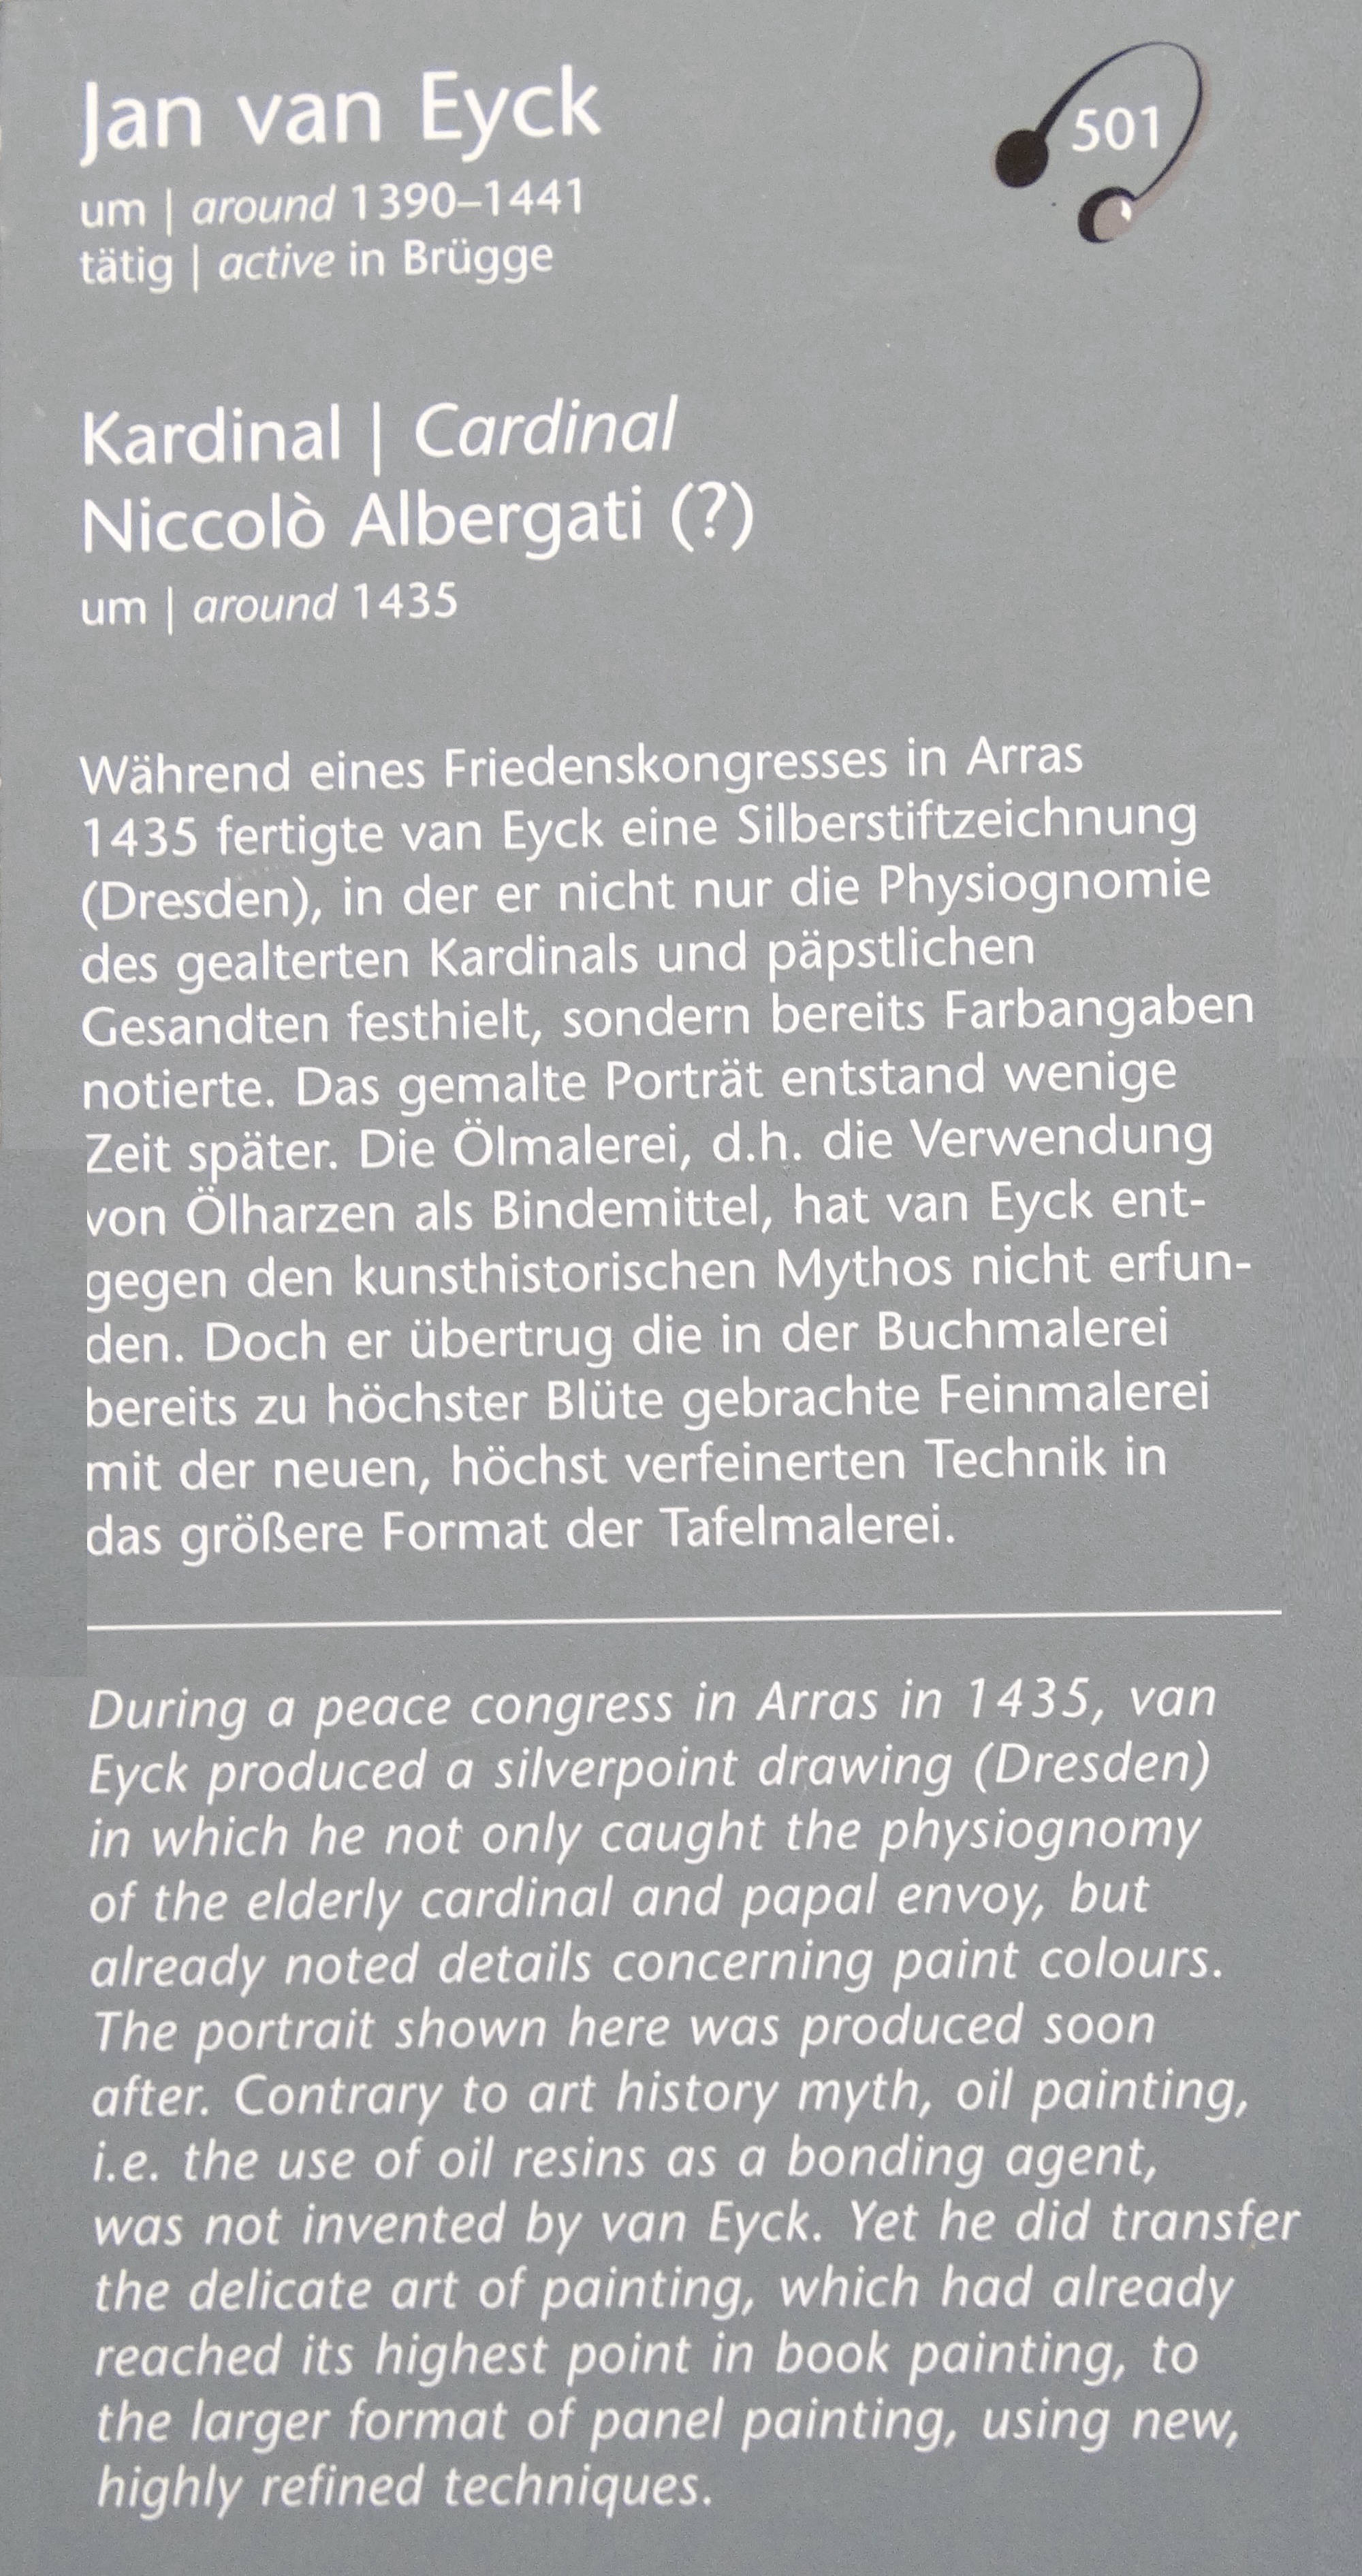 Jan van Eyck
501
um | around 1390–1441
tätig | active in Brügge
Kardinal | Cardinal
Niccolò Albergati (?)
um | around 1435
Während eines Friedenskongresses in Arras
1435 fertigte van Eyck eine Silberstiftzeichnung
(Dresden), in der er nicht nur die Physiognomie
des gealterten Kardinals und päpstlichen
Gesandten festhielt, sondern bereits Farbangaben
notierte. Das gemalte Porträt entstand wenige
Zeit später. Die Ölmalerei, d.h. die Verwendung
von Ölharzen als Bindemittel, hat van Eyck ent-
gegen den kunsthistorischen Mythos nicht erfun-
den. Doch er übertrug die in der Buchmalerei
bereits zu höchster Blüte gebrachte Feinmalerei
mit der neuen, höchst verfeinerten Technik in
das größere Format der Tafelmalerei.
During a peace congress in Arras in 1435, van
Eyck produced a silverpoint drawing (Dresden)
in which he not only caught the physiognomy
of the elderly cardinal and papal envoy, but
already noted details concerning paint colours.
The portrait shown here was produced soon
after. Contrary to art history myth, oil painting,
i.e. the use of oil resins as a bonding agent,
was not invented by van Eyck. Yet he did transfer
the delicate art of painting, which had already
reached its highest point in book painting, to
the larger format of panel painting, using new,
highly refined techniques.